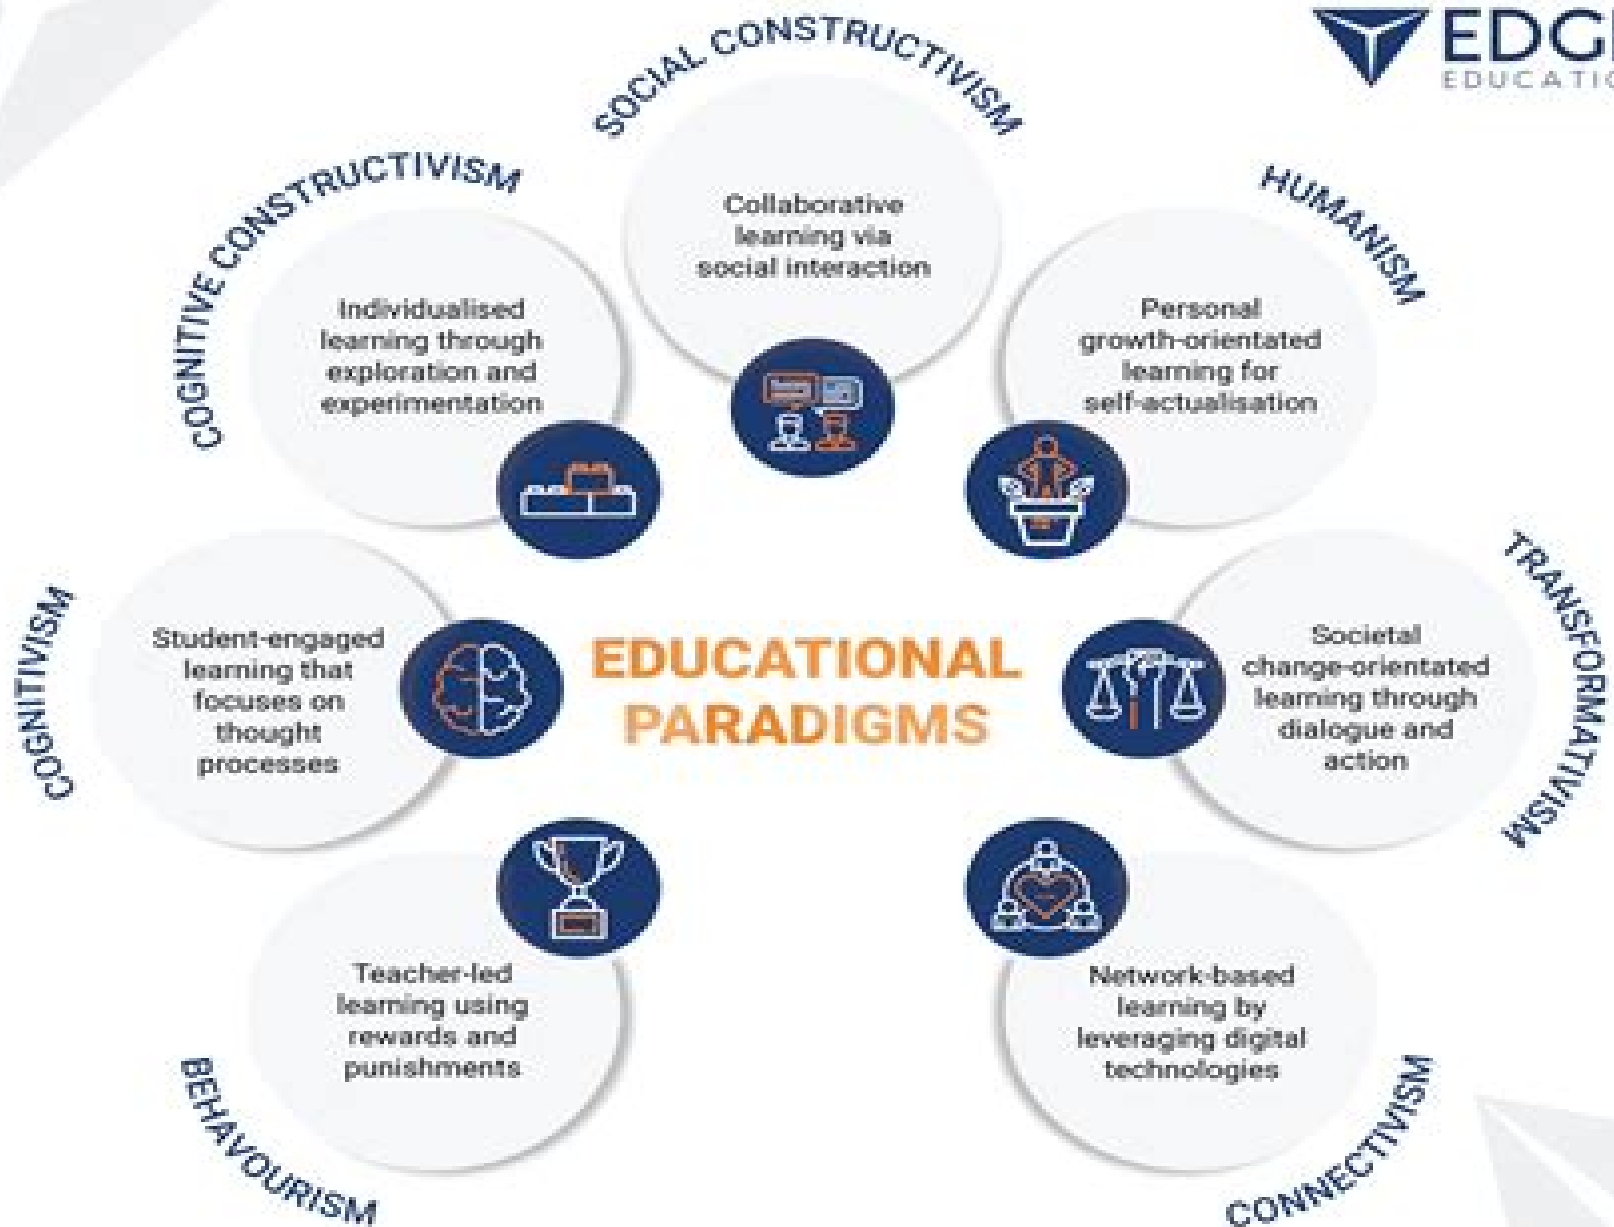 EDG
EDUCATIO
SOCIAL CONSTRUCTIVISM
Collaborative
learning via
social interaction
COGNITIVE CONSTRUCTIVISM
Individualised
learning through
exploration and
experimentation
HUMANISM
Personal
growth-orientated
learning for
self-actualisation
COGNITIVISM
Student-engaged
learning that
focuses on
thought
processes
EDUCATIONAL
PARADIGMS
TRANSFORMATIVISM
Societal
change-orientated
learning through
dialogue and
action
BEHAVOURISM
Teacher-led
learning using
rewards and
punishments
CONNECTIVISM
Network-based
learning by
leveraging digital
technologies